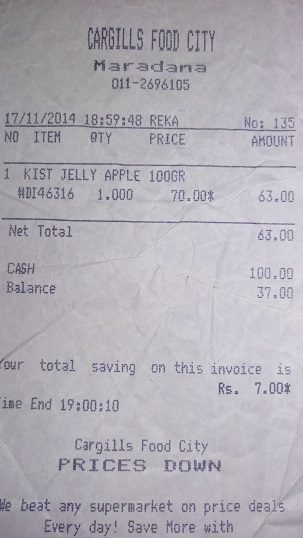 CARGILLS FOOD CITY
Maradana
011-2696105
17/11/2014 18:59:48 REKA No: 135
NO ITEM QTY PRICE AMOUNT
1 KIST JELLY APPLE 100GR
#DI46316 1.000 70.00* 63.00
Net Total 63.00
CASH 100.00
Balance 37.00
Your total saving on this invoice is
Rs. 7.00*
Time End 19:00:10
Cargills Food City
PRICES DOWN
We beat any supermarket on price deals
Every day! Save More with